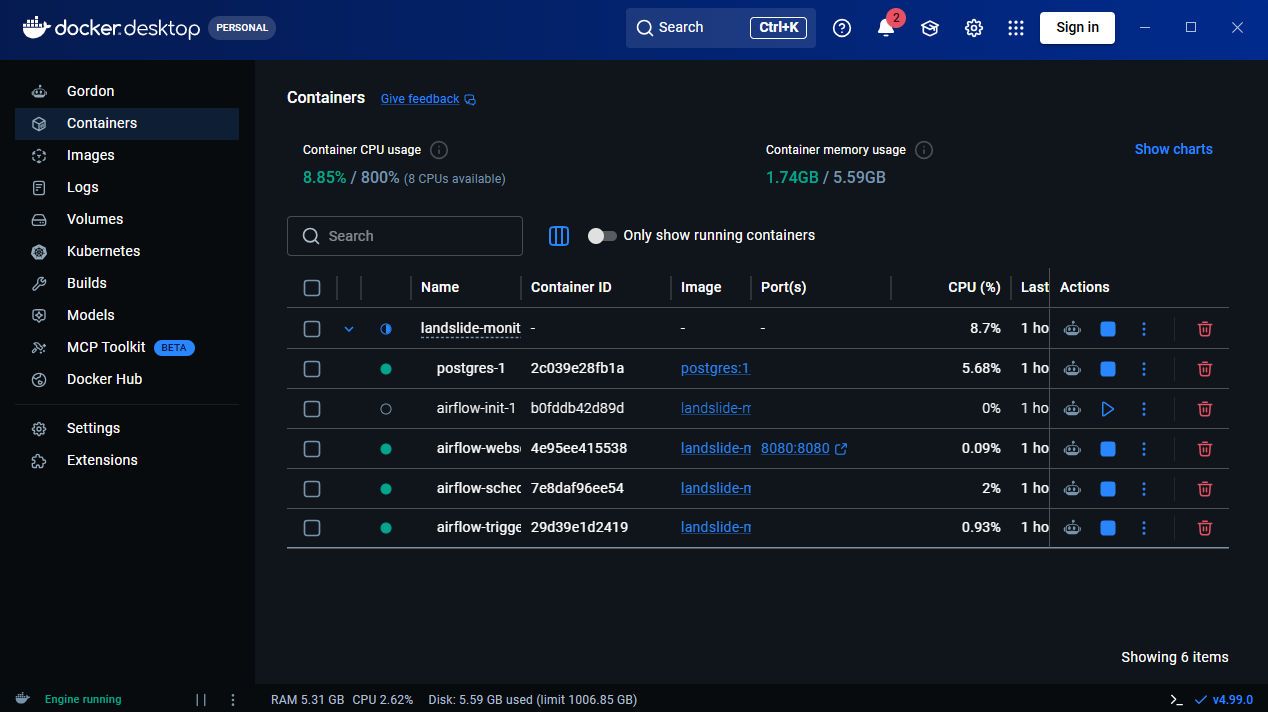 docker.desktop PERSONAL Search Ctrl+K 2 Sign in
Gordon
Containers
Images
Logs
Volumes
Kubernetes
Builds
Models
MCP Toolkit BETA
Docker Hub
Settings
Extensions
Containers Give feedback
Container CPU usage
8.85% / 800% (8 CPUs available)
Container memory usage
1.74GB / 5.59GB
Show charts
Search
Only show running containers
Name Container ID Image Port(s) CPU (%) Last Actions
landslide-monit - - - 8.7% 1 ho
postgres-1 2c039e28fb1a postgres:1 5.68% 1 ho
airflow-init-1 b0fddb42d89d landslide-m 0% 1 ho
airflow-webs 4e95ee415538 landslide-m 8080:8080 0.09% 1 ho
airflow-sched 7e8daf96ee54 landslide-m 2% 1 ho
airflow-trigge 29d39e1d2419 landslide-m 0.93% 1 ho
Showing 6 items
Engine running RAM 5.31 GB CPU 2.62% Disk: 5.59 GB used (limit 1006.85 GB) v4.99.0